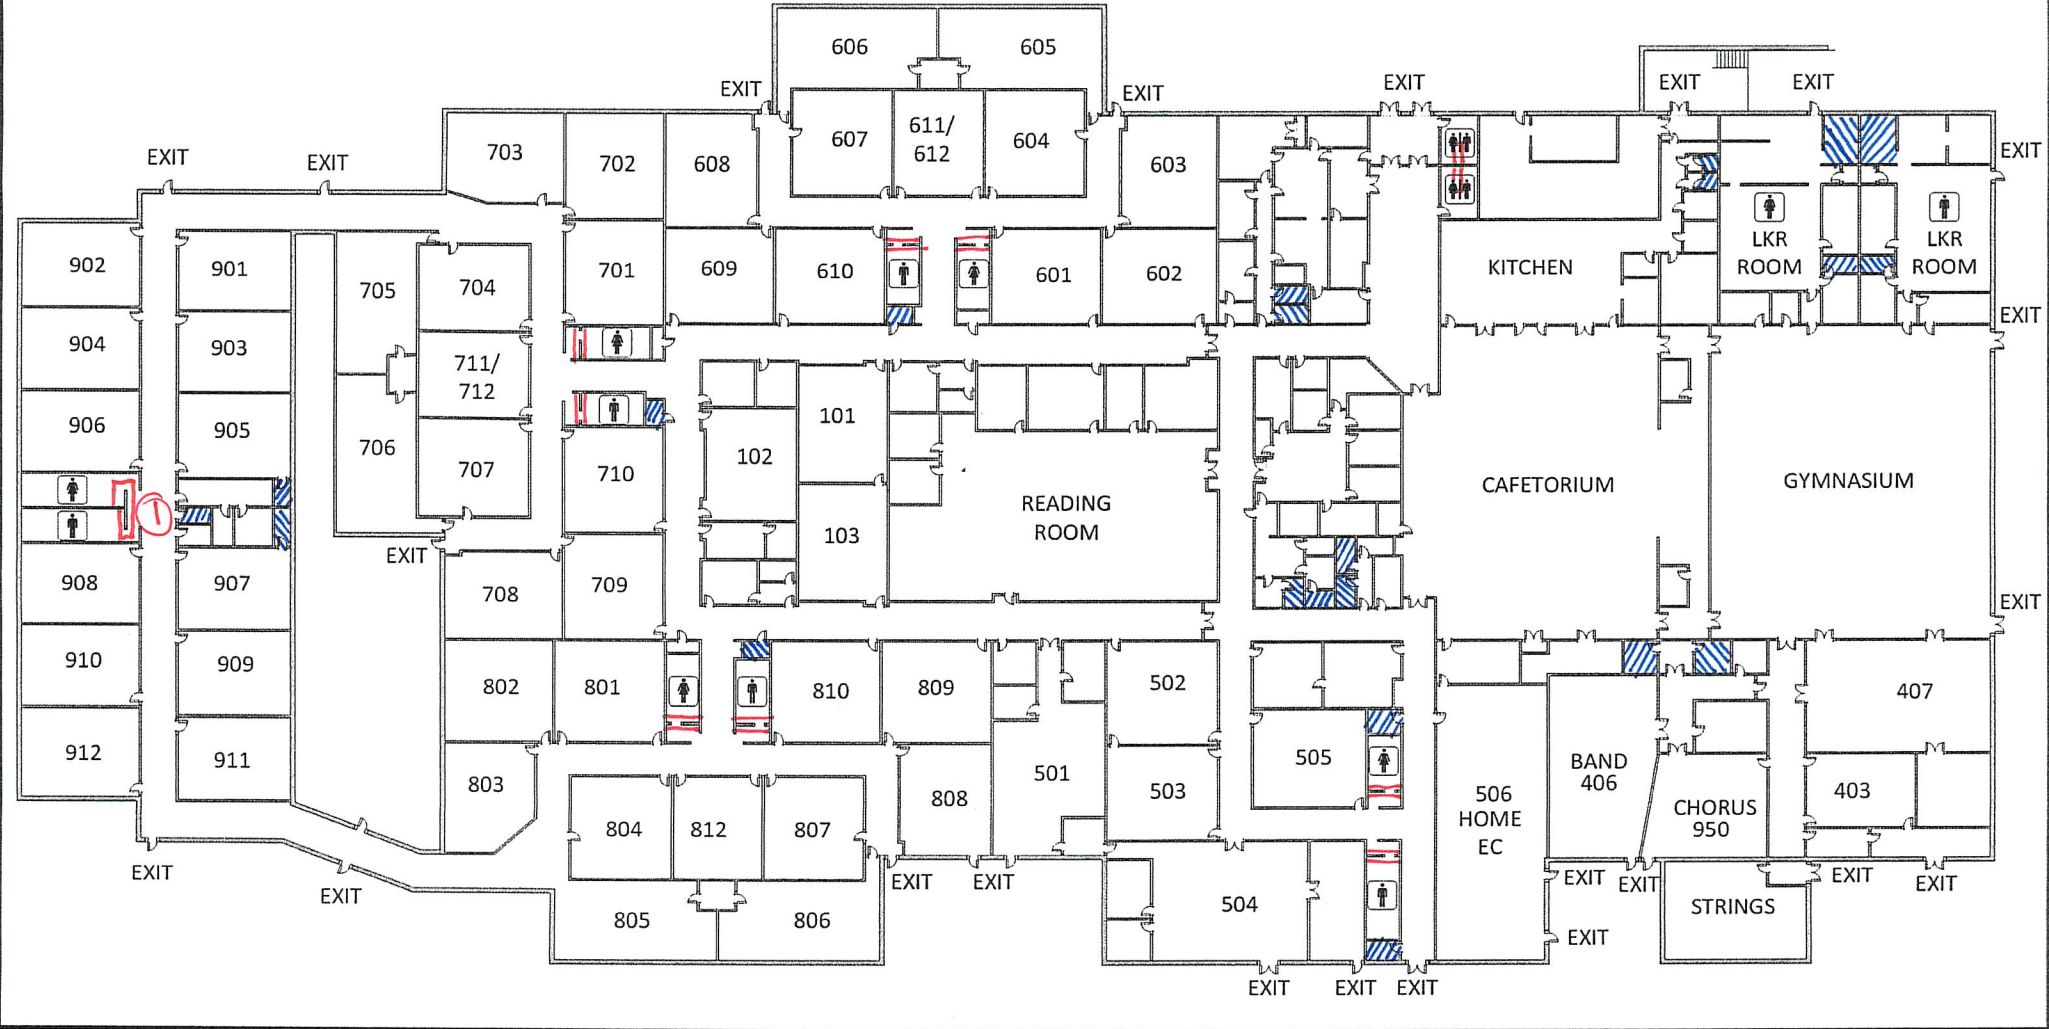 606
605
EXIT
EXIT
EXIT
EXIT
EXIT
607
611/
612
604
703
702
608
603
EXIT
EXIT
EXIT
902
901
705
704
701
609
610
601
602
KITCHEN
LKR
ROOM
LKR
ROOM
EXIT
904
903
711/
712
906
905
706
707
710
101
102
103
READING
ROOM
CAFETORIUM
GYMNASIUM
1
EXIT
908
907
708
709
EXIT
910
909
802
801
810
809
502
407
912
911
803
808
501
503
505
506
HOME
EC
BAND
406
CHORUS
950
403
804
812
807
EXIT
EXIT
EXIT
EXIT
EXIT
EXIT
EXIT
EXIT
805
806
504
STRINGS
EXIT
EXIT
EXIT
EXIT